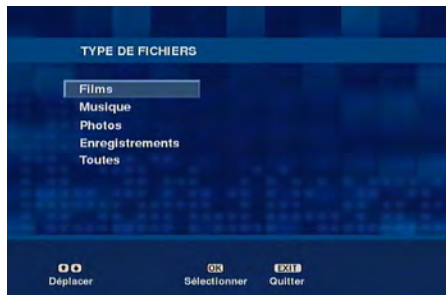 TYPE DE FICHIERS
Films
Musique
Photos
Enregistrements
Toutes
OK EXIT
Déplacer Sélectionner Quitter